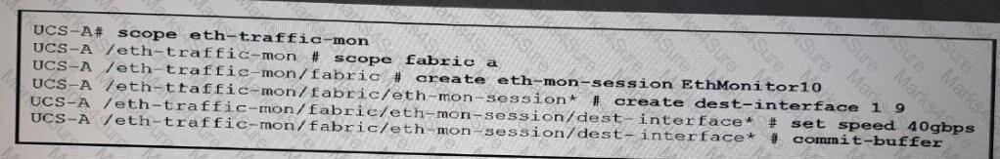 UCS-A# scope eth-traffic-mon
UCS-A /eth-traffic-mon # scope fabric a
UCS-A /eth-traffic-mon/fabric # create eth-mon-session EthMonitor10
UCS-A /eth-traffic-mon/fabric/eth-mon-session* # create dest-interface 1 9
UCS-A /eth-traffic-mon/fabric/eth-mon-session/dest-interface* # set speed 40gbps
UCS-A /eth-traffic-mon/fabric/eth-mon-session/dest-interface* # commit-buffer